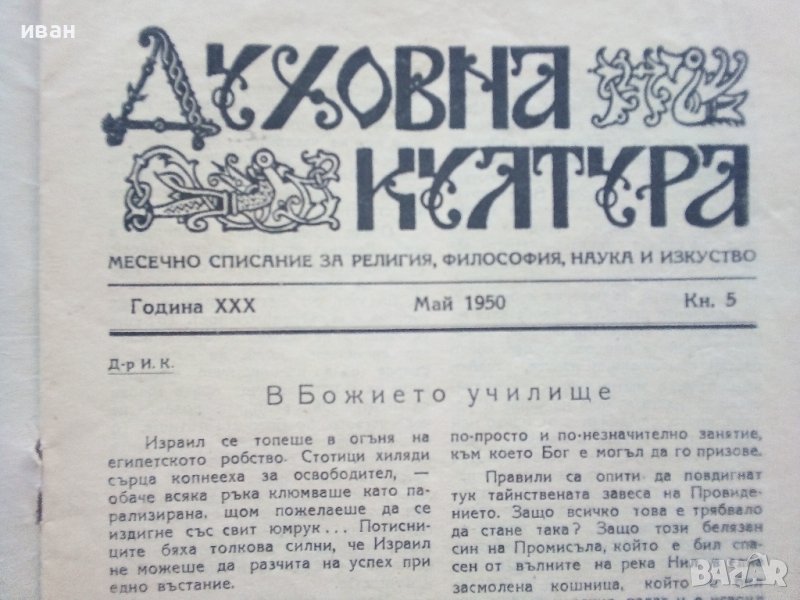 иван
ДУХОВНА
КУЛТУРА
МЕСЕЧНО СПИСАНИЕ ЗА РЕЛИГИЯ, ФИЛОСОФИЯ, НАУКА И ИЗКУСТВО
Година XXX Май 1950 Кн. 5
Д-р И. К.
В Божието училище
Израил се топеше в огъня на
египетското робство. Стотици хиляди
сърца копнееха за освободител, —
обаче всяка ръка клюмваше като па-
рализирана, щом пожелаеше да се
издигне със свит юмрук... Потисни-
ците бяха толкова силни, че Израил
не можеше да разчита на успех при
едно въстание.
по-просто и по-незначително занятие,
към което Бог е могъл да го призове.
Правили са опити да повдигнат
тук тайнствената завеса на Провиде-
нието. Защо всичко това е трябвало
да стане така? Защо този белязан
син на Промисъла, който е бил спа-
сен от вълните на река Нил в една
засмолена кошница, който е бил
BAZAR